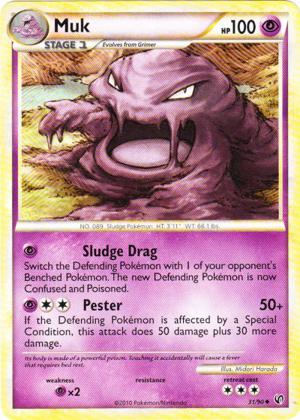 Muk HP100
STAGE 1 Evolves from Grimer
NO. 089 Sludge Pokémon HT: 3'11" WT: 66.1 lbs.
Sludge Drag
Switch the Defending Pokémon with 1 of your opponent's
Benched Pokémon. The new Defending Pokémon is now
Confused and Poisoned.
Pester 50+
If the Defending Pokémon is affected by a Special
Condition, this attack does 50 damage plus 30 more
damage.
Its body is made of a powerful poison. Touching it accidentally will cause a fever
that requires bed rest.
Illus. Midori Harada
weakness resistance retreat cost
×2
31/90
©2010 Pokémon/Nintendo